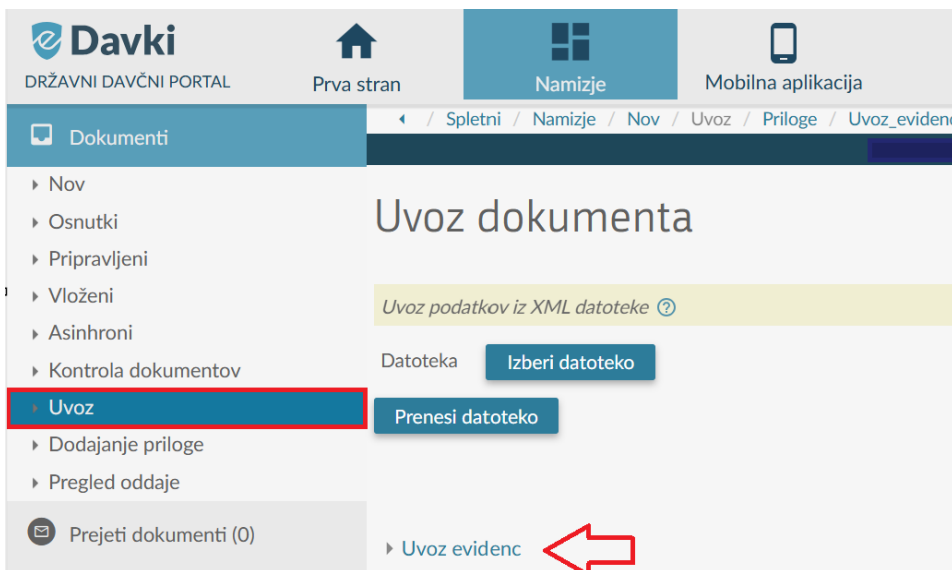 Davki
DRŽAVNI DAVČNI PORTAL
Prva stran
Namizje
Mobilna aplikacija
Dokumenti
Nov
Osnutki
Pripravljeni
Vloženi
Asinhroni
Kontrola dokumentov
Uvoz
Dodajanje priloge
Pregled oddaje
Prejeti dokumenti (0)
/ Spletni / Namizje / Nov / Uvoz / Priloge / Uvoz_evidenc
Uvoz dokumenta
Uvoz podatkov iz XML datoteke ?
Datoteka Izberi datoteko
Prenesi datoteko
Uvoz evidenc